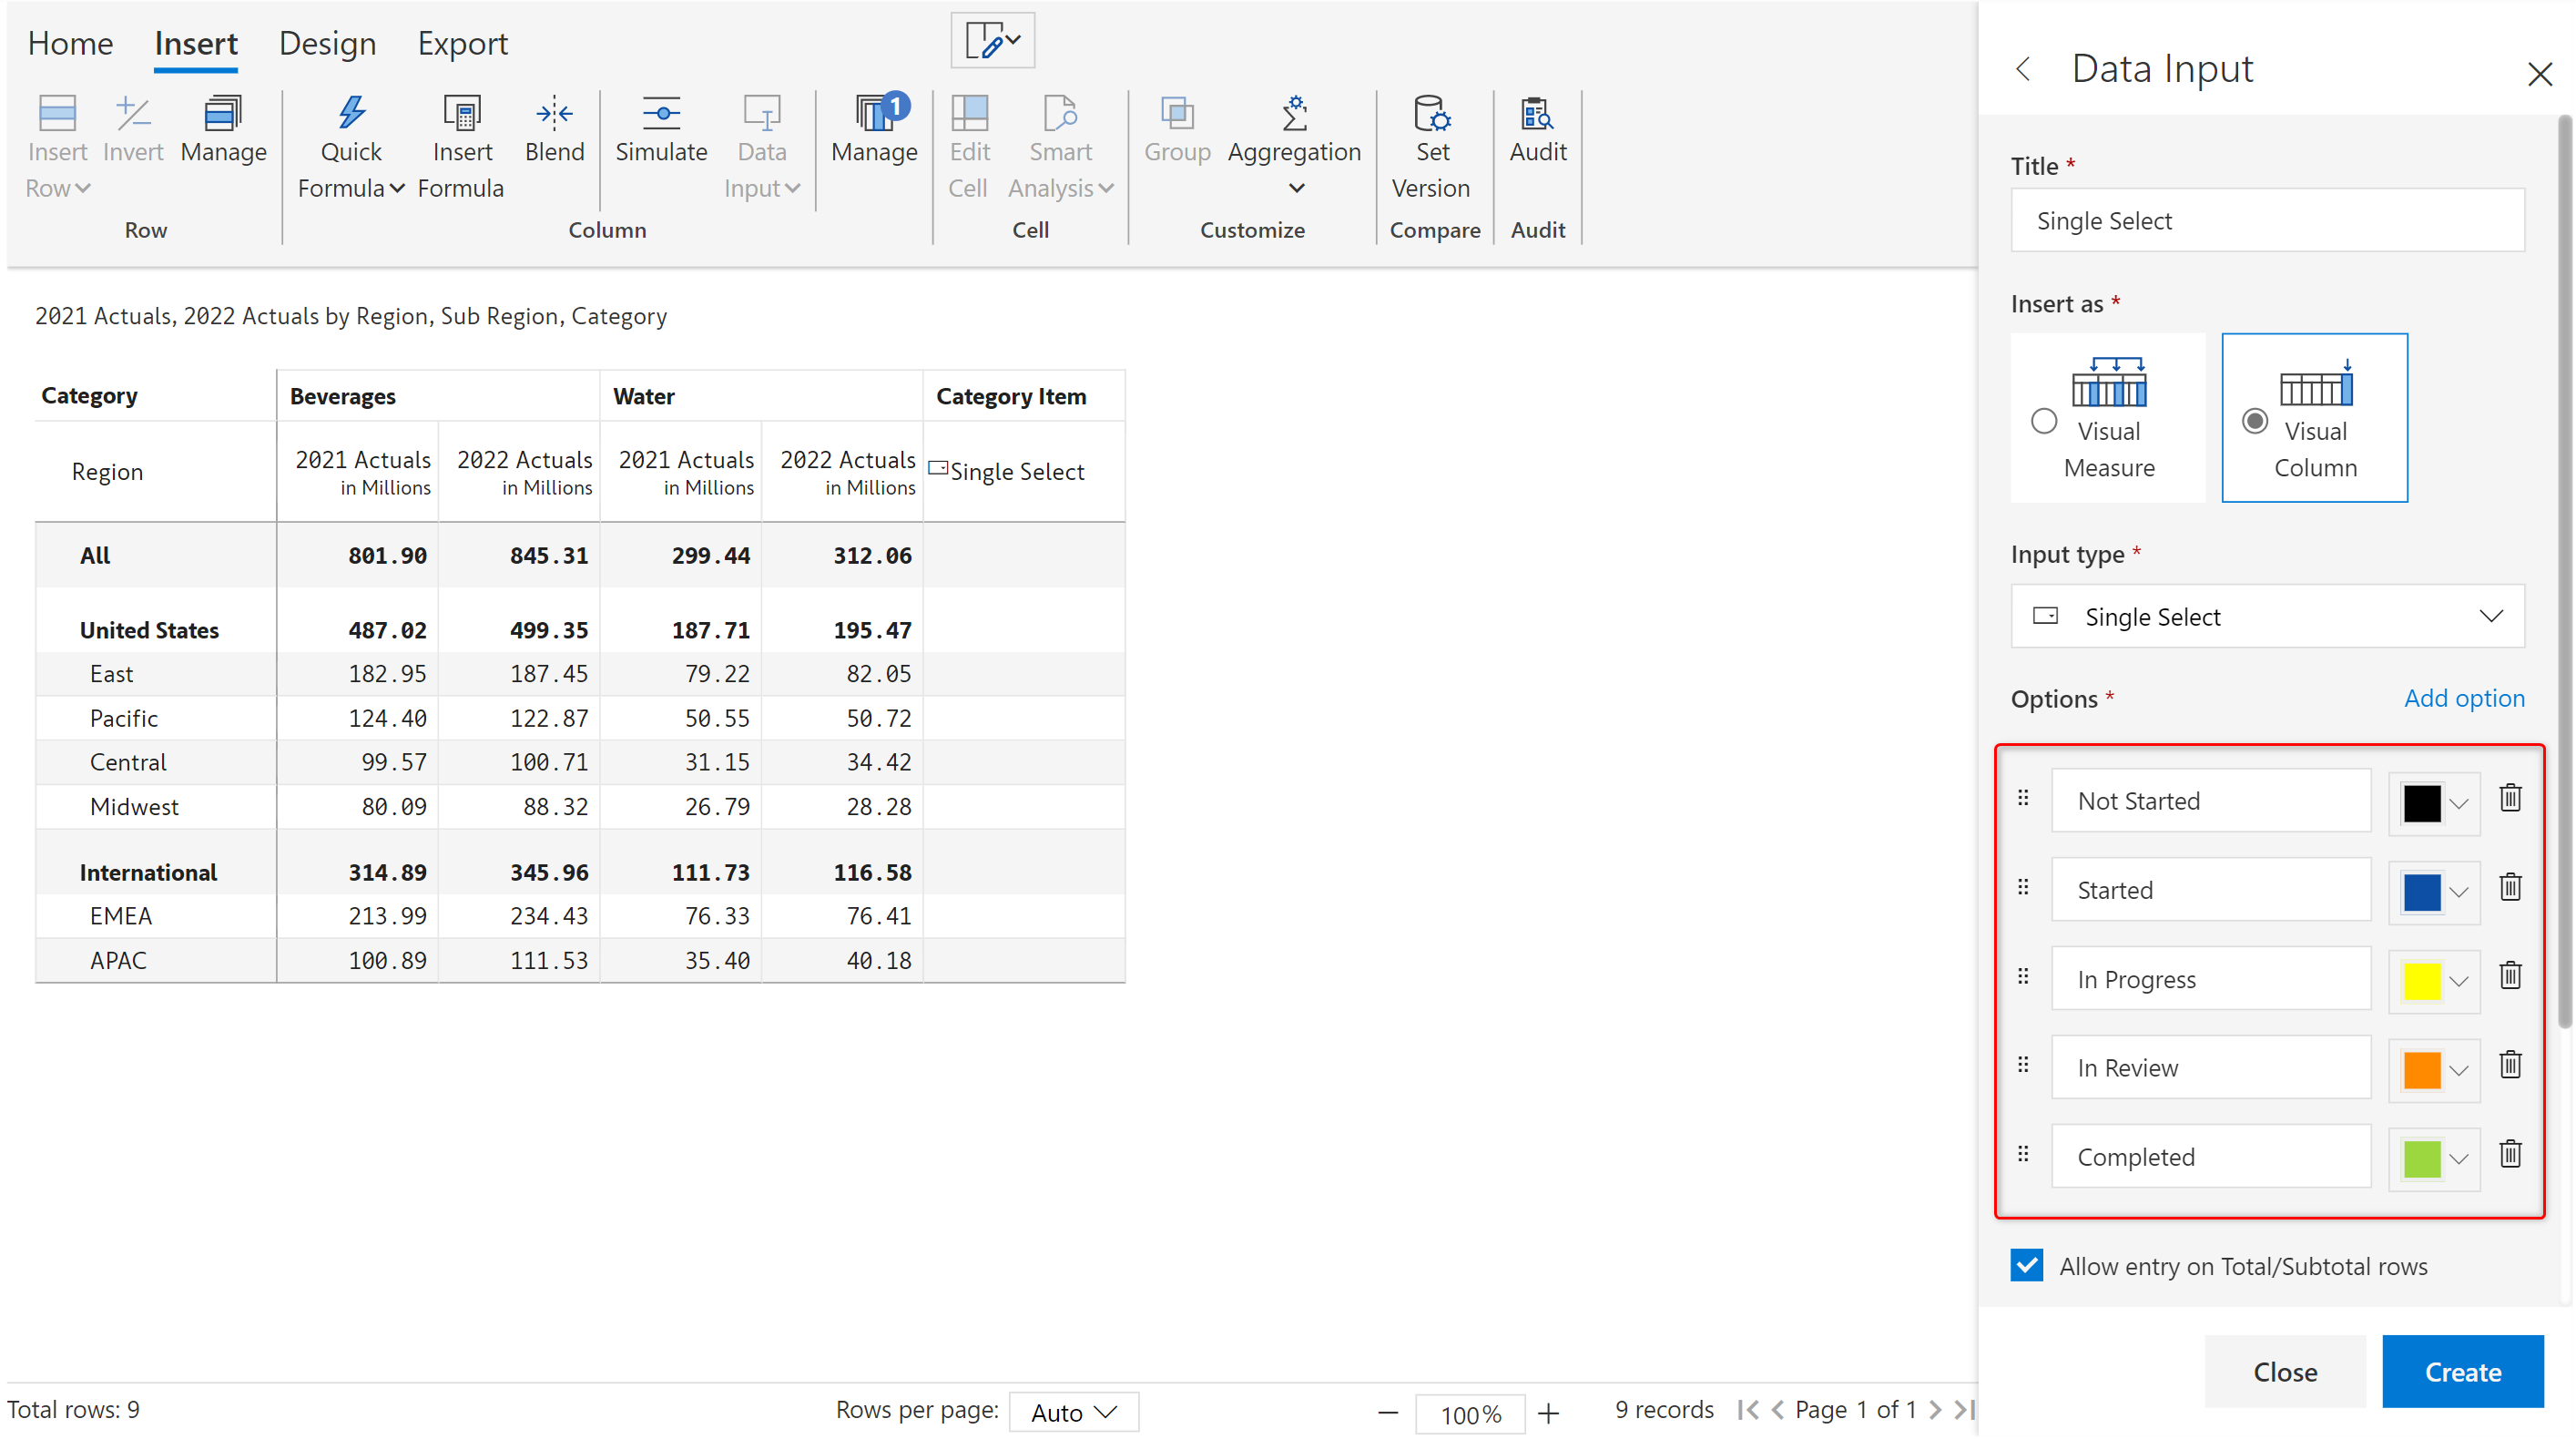 Home Insert Design Export
Insert Invert Manage Quick Insert Blend Simulate Data Manage 1 Edit Smart Group Aggregation Set Audit
Row Formula Formula Input Cell Analysis Version
Row Column Cell Customize Compare Audit
2021 Actuals, 2022 Actuals by Region, Sub Region, Category
Category Beverages Water Category Item
Region 2021 Actuals 2022 Actuals 2021 Actuals 2022 Actuals Single Select
in Millions in Millions in Millions in Millions
All 801.90 845.31 299.44 312.06
United States 487.02 499.35 187.71 195.47
East 182.95 187.45 79.22 82.05
Pacific 124.40 122.87 50.55 50.72
Central 99.57 100.71 31.15 34.42
Midwest 80.09 88.32 26.79 28.28
International 314.89 345.96 111.73 116.58
EMEA 213.99 234.43 76.33 76.41
APAC 100.89 111.53 35.40 40.18
Total rows: 9 Rows per page: Auto 100% 9 records Page 1 of 1
Data Input
Title *
Single Select
Insert as *
Visual Visual
Measure Column
Input type *
Single Select
Options * Add option
Not Started
Started
In Progress
In Review
Completed
Allow entry on Total/Subtotal rows
Close Create